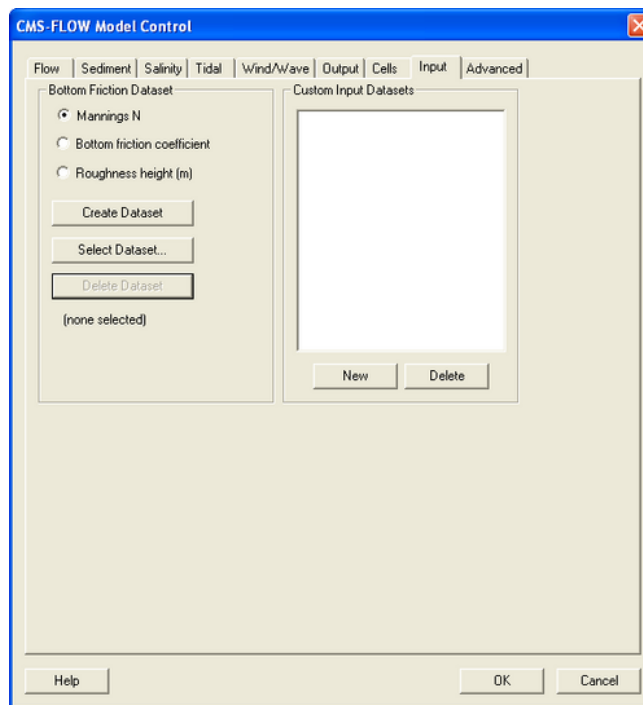 CMS-FLOW Model Control
Flow Sediment Salinity Tidal Wind/Wave Output Cells Input Advanced
Bottom Friction Dataset
Mannings N
Bottom friction coefficient
Roughness height (m)
Create Dataset
Select Dataset...
Delete Dataset
(none selected)
Custom Input Datasets
New Delete
Help OK Cancel